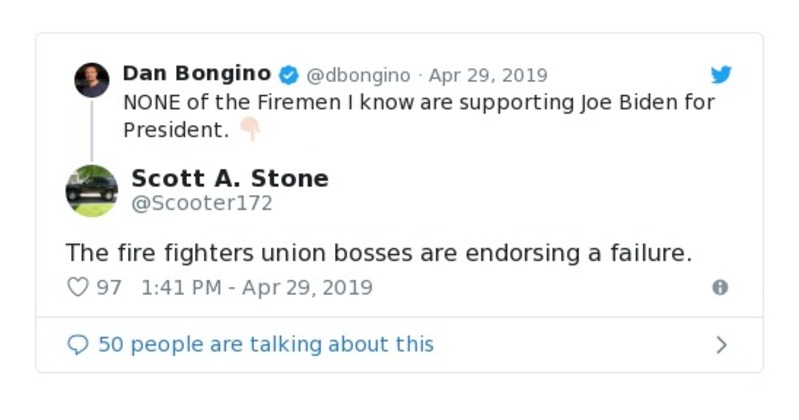 Dan Bongino @dbongino · Apr 29, 2019
NONE of the Firemen I know are supporting Joe Biden for
President. 👇🏻
Scott A. Stone
@Scooter172
The fire fighters union bosses are endorsing a failure.
97 1:41 PM - Apr 29, 2019
50 people are talking about this